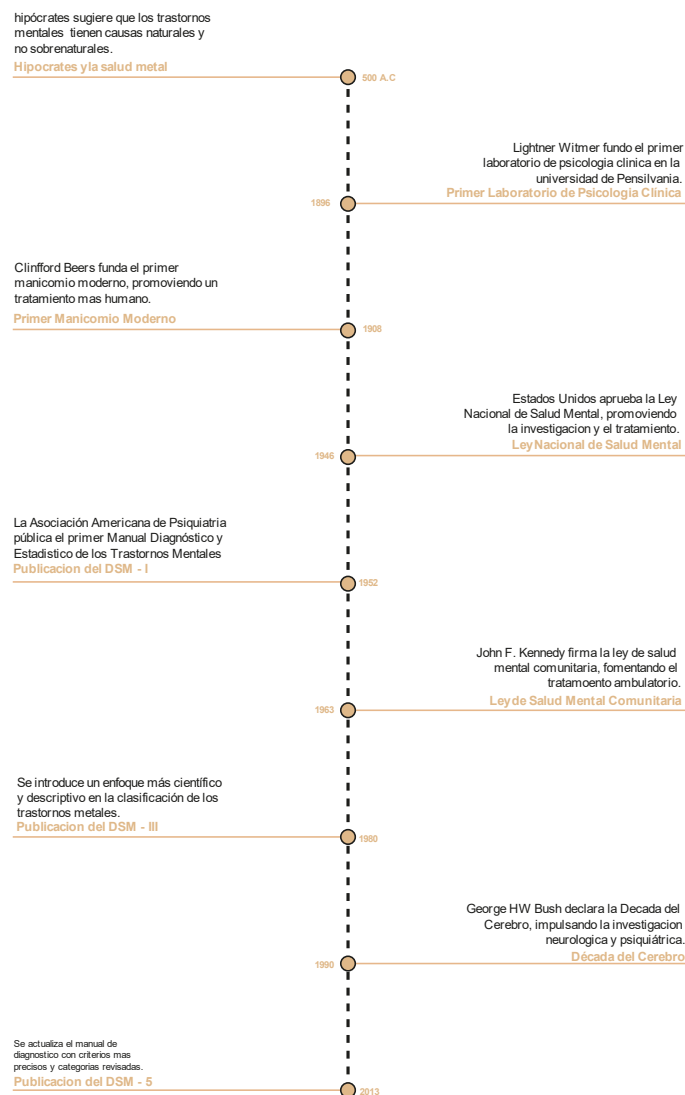 hipócrates sugiere que los trastornos
mentales tienen causas naturales y
no sobrenaturales.
Hipocrates y la salud metal
500 A.C
Lightner Witmer fundo el primer
laboratorio de psicologia clinica en la
universidad de Pensilvania.
Primer Laboratorio de Psicología Clínica
1896
Clinfford Beers funda el primer
manicomio moderno, promoviendo un
tratamiento mas humano.
Primer Manicomio Moderno
1908
Estados Unidos aprueba la Ley
Nacional de Salud Mental, promoviendo
la investigacion y el tratamiento.
Ley Nacional de Salud Mental
1946
La Asociación Americana de Psiquiatria
pública el primer Manual Diagnóstico y
Estadistico de los Trastornos Mentales
Publicacion del DSM - I
1952
John F. Kennedy firma la ley de salud
mental comunitaria, fomentando el
tratamoento ambulatorio.
Ley de Salud Mental Comunitaria
1963
Se introduce un enfoque más científico
y descriptivo en la clasificación de los
trastornos metales.
Publicacion del DSM - III
1980
George HW Bush declara la Decada del
Cerebro, impulsando la investigacion
neurologica y psiquiátrica.
Década del Cerebro
1990
Se actualiza el manual de
diagnostico con criterios mas
precisos y categorias revisadas.
Publicacion del DSM - 5
2013